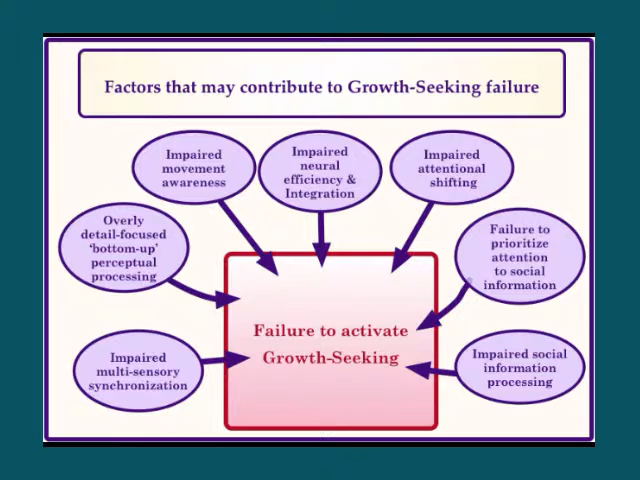 Factors that may contribute to Growth-Seeking failure
Impaired
movement
awareness
Impaired
neural
efficiency &
Integration
Impaired
attentional
shifting
Overly
detail-focused
‘bottom-up’
perceptual
processing
Failure to
prioritize
attention
to social
information
Failure to activate
Growth-Seeking
Impaired
multi-sensory
synchronization
Impaired social
information
processing